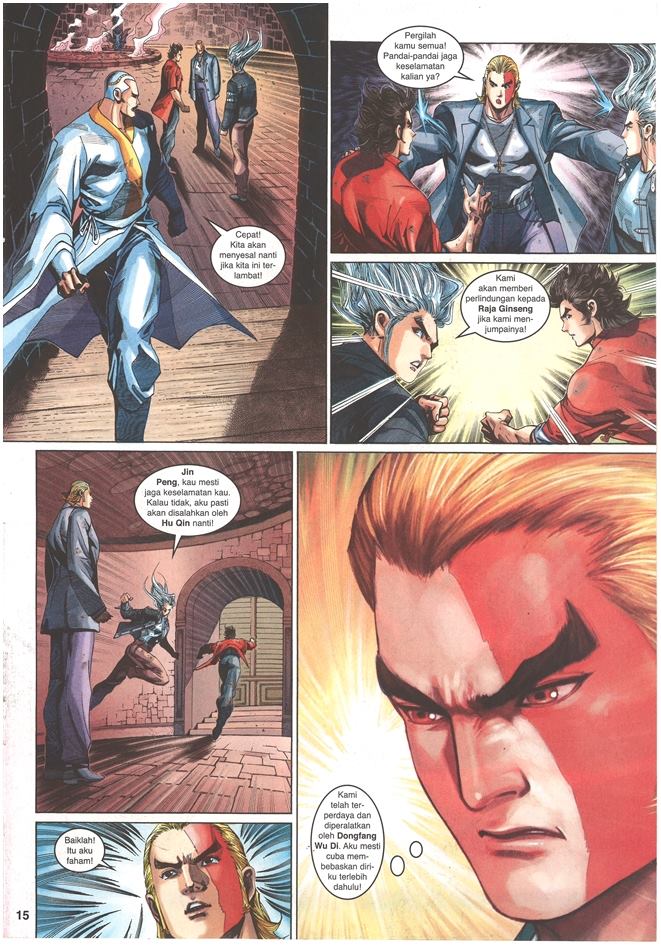 Cepat!
Kita akan
menyesal nanti
jika kita ini ter-
lambat!
Pergilah
kamu semua!
Pandai-pandai jaga
keselamatan
kalian ya?
Kami
akan memberi
perlindungan kepada
Raja Ginseng
jika kami men-
jumpainya!
Jin
Peng, kau mesti
jaga keselamatan kau.
Kalau tidak, aku pasti
akan disalahkan oleh
Hu Qin nanti!
Baiklah!
Itu aku
faham!
Kami
telah ter-
perdaya dan
diperalatkan
oleh Dongfang
Wu Di. Aku mesti
cuba mem-
bebaskan diri-
ku terlebih
dahulu!
15